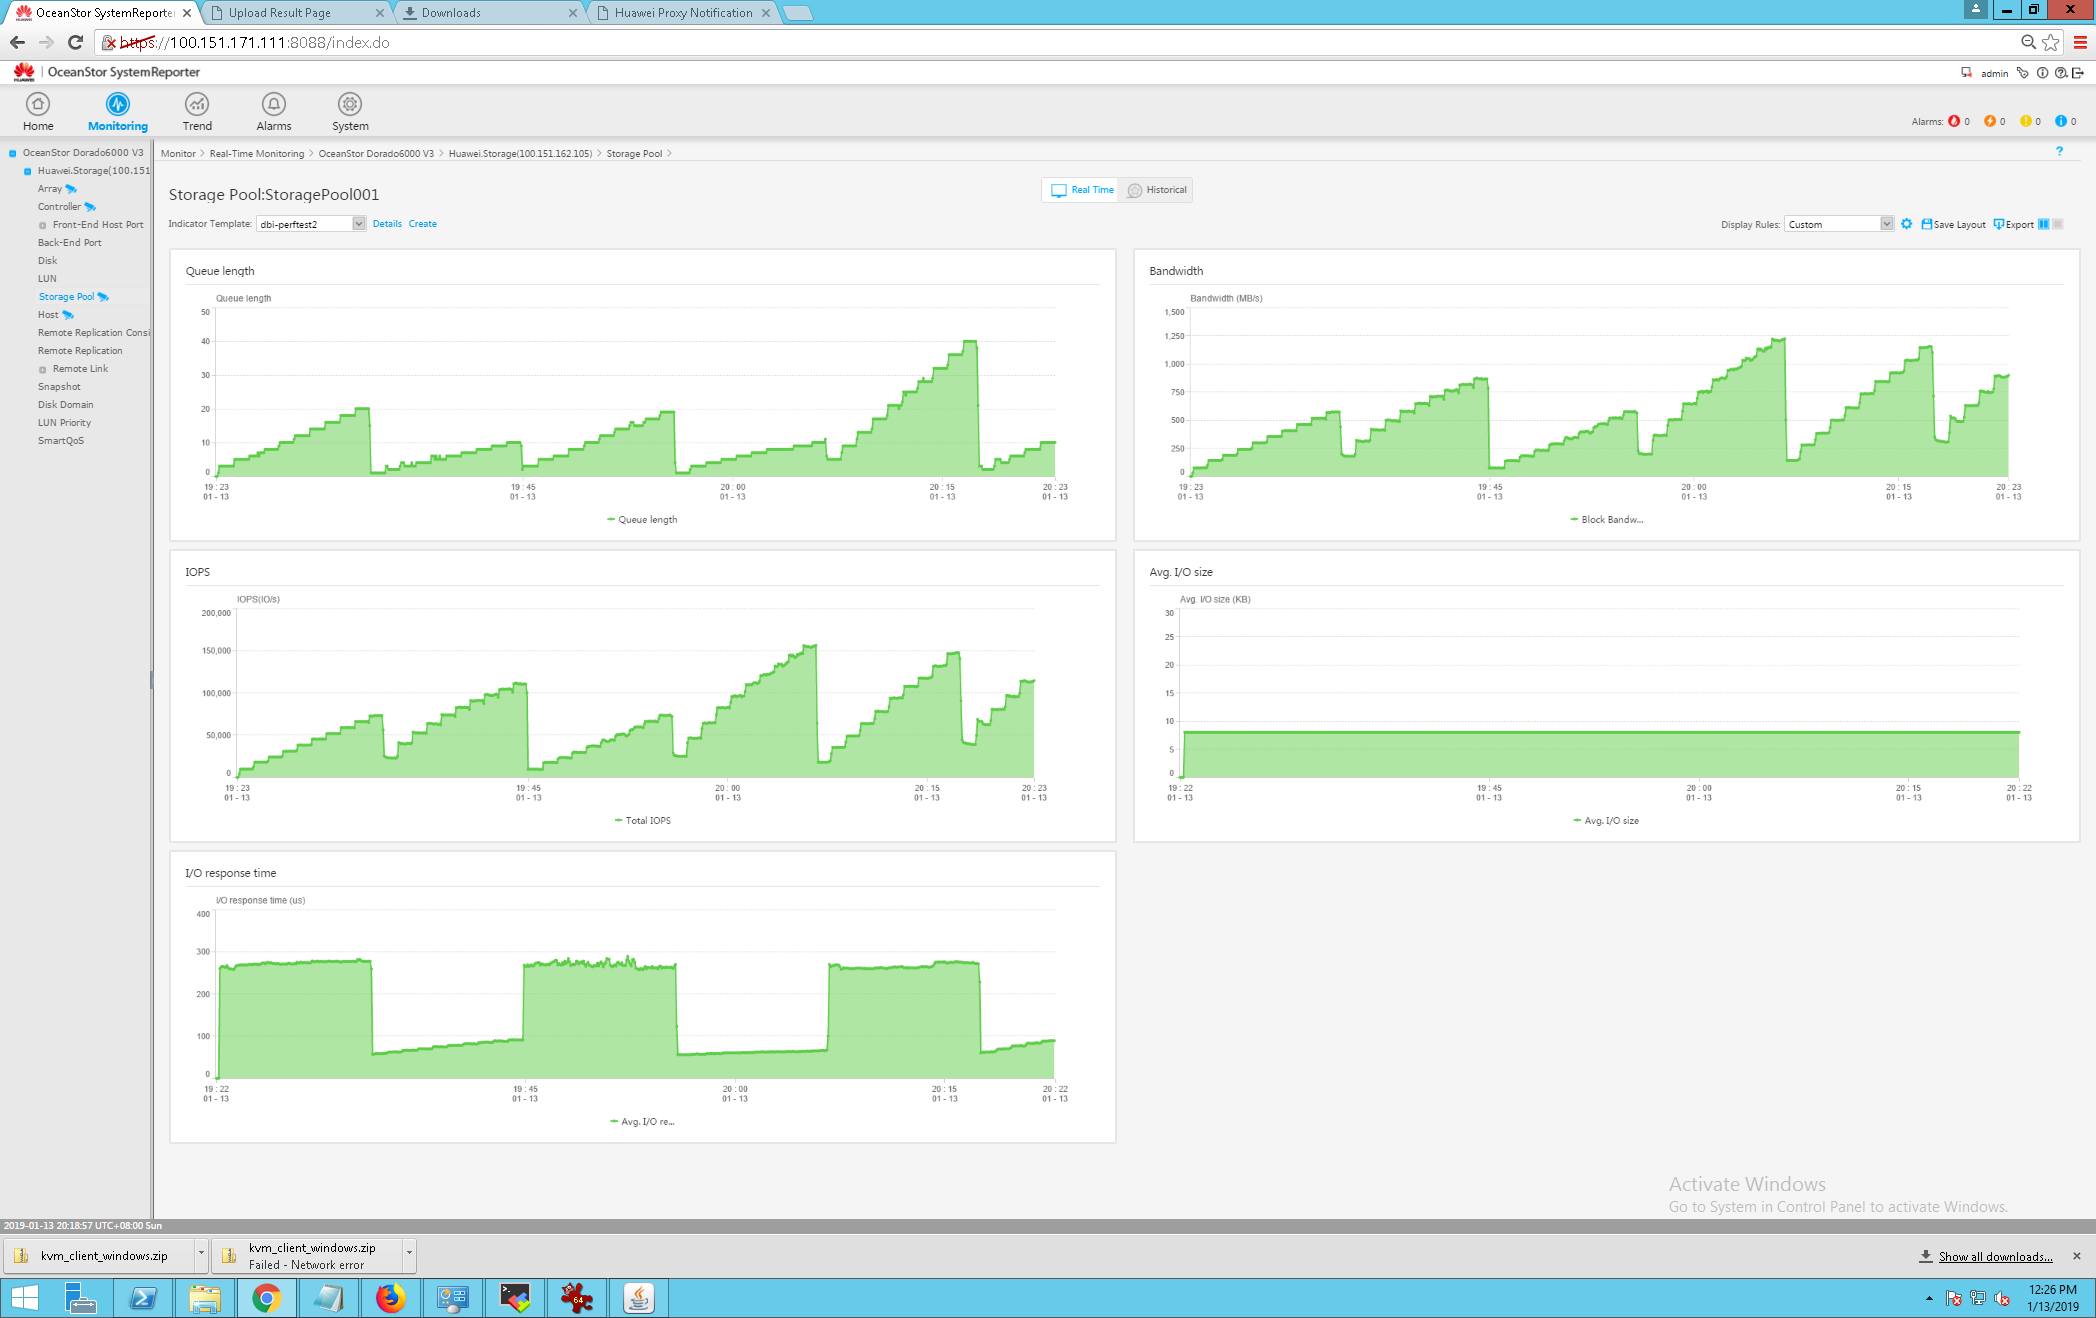 OceanStor SystemReporte
Upload Result Page
Downloads
Huawei Proxy Notification
https://100.151.171.111:8088/index.do
HUAWEI
OceanStor SystemReporter
admin
Home
Monitoring
Trend
Alarms
System
Alarms: 0 0 0 0
OceanStor Dorado6000 V3
Huawei.Storage(100.151
Array
Controller
Front-End Host Port
Back-End Port
Disk
LUN
Storage Pool
Host
Remote Replication Consi
Remote Replication
Remote Link
Snapshot
Disk Domain
LUN Priority
SmartQoS
Monitor > Real-Time Monitoring > OceanStor Dorado6000 V3 > Huawei.Storage(100.151.162.105) > Storage Pool >
?
Storage Pool:StoragePool001
Real Time
Historical
Indicator Template: dbi-perftest2 Details Create
Display Rules: Custom Save Layout Export
Queue length
Queue length
50
40
30
20
10
0
19 : 23 19 : 45 20 : 00 20 : 15 20 : 23
01 - 13 01 - 13 01 - 13 01 - 13 01 - 13
Queue length
Bandwidth
Bandwidth (MB/s)
1,500
1,250
1,000
750
500
250
0
19 : 23 19 : 45 20 : 00 20 : 15 20 : 23
01 - 13 01 - 13 01 - 13 01 - 13 01 - 13
Block Bandw...
IOPS
IOPS(IO/s)
200,000
150,000
100,000
50,000
0
19 : 23 19 : 45 20 : 00 20 : 15 20 : 23
01 - 13 01 - 13 01 - 13 01 - 13 01 - 13
Total IOPS
Avg. I/O size
Avg. I/O size (KB)
30
25
20
15
10
5
0
19 : 22 19 : 45 20 : 00 20 : 15 20 : 22
01 - 13 01 - 13 01 - 13 01 - 13 01 - 13
Avg. I/O size
I/O response time
I/O response time (us)
400
300
200
100
0
19 : 22 19 : 45 20 : 00 20 : 15 20 : 22
01 - 13 01 - 13 01 - 13 01 - 13 01 - 13
Avg. I/O re...
Activate Windows
Go to System in Control Panel to activate Windows.
2019-01-13 20:18:57 UTC+08:00 Sun
kvm_client_windows.zip
kvm_client_windows.zip
Failed - Network error
Show all downloads...
64
12:26 PM
1/13/2019